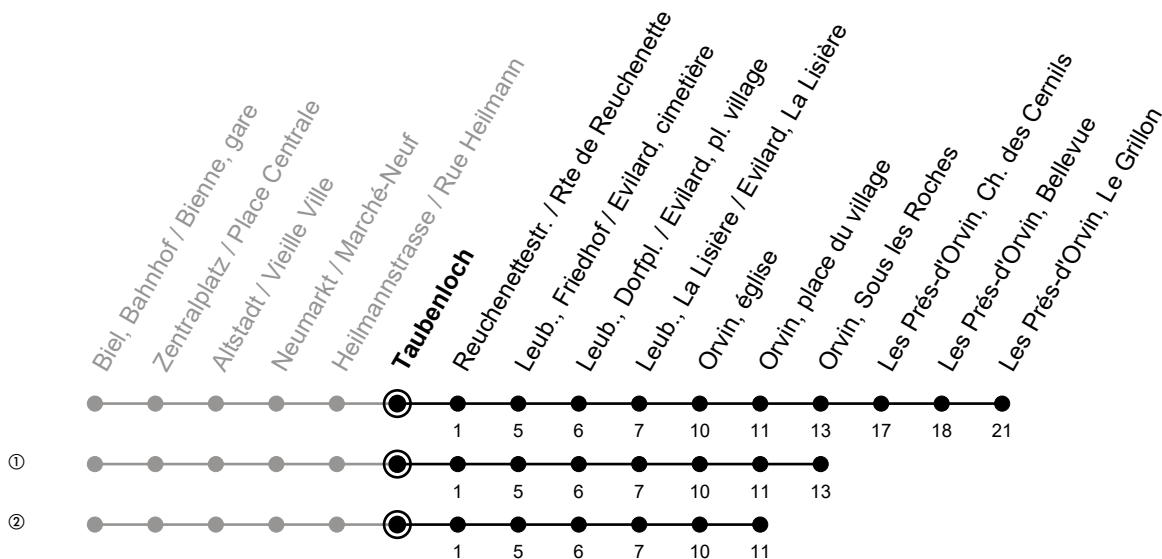 Biel, Bahnhof / Bienne, gare
Zentralplatz / Place Centrale
Altstadt / Vieille Ville
Neumarkt / Marché-Neuf
Heilmannstrasse / Rue Heilmann
Taubenloch
Reuchenettestr. / Rte de Reuchenette
Leub., Friedhof / Evilard, cimetière
Leub., Dorfpl. / Evilard, pl. village
Leub., La Lisière / Evilard, La Lisière
Orvin, église
Orvin, place du village
Orvin, Sous les Roches
Les Prés-d'Orvin, Ch. des Cernils
Les Prés-d'Orvin, Bellevue
Les Prés-d'Orvin, Le Grillon
1 5 6 7 10 11 13 17 18 21
①
1 5 6 7 10 11 13
②
1 5 6 7 10 11